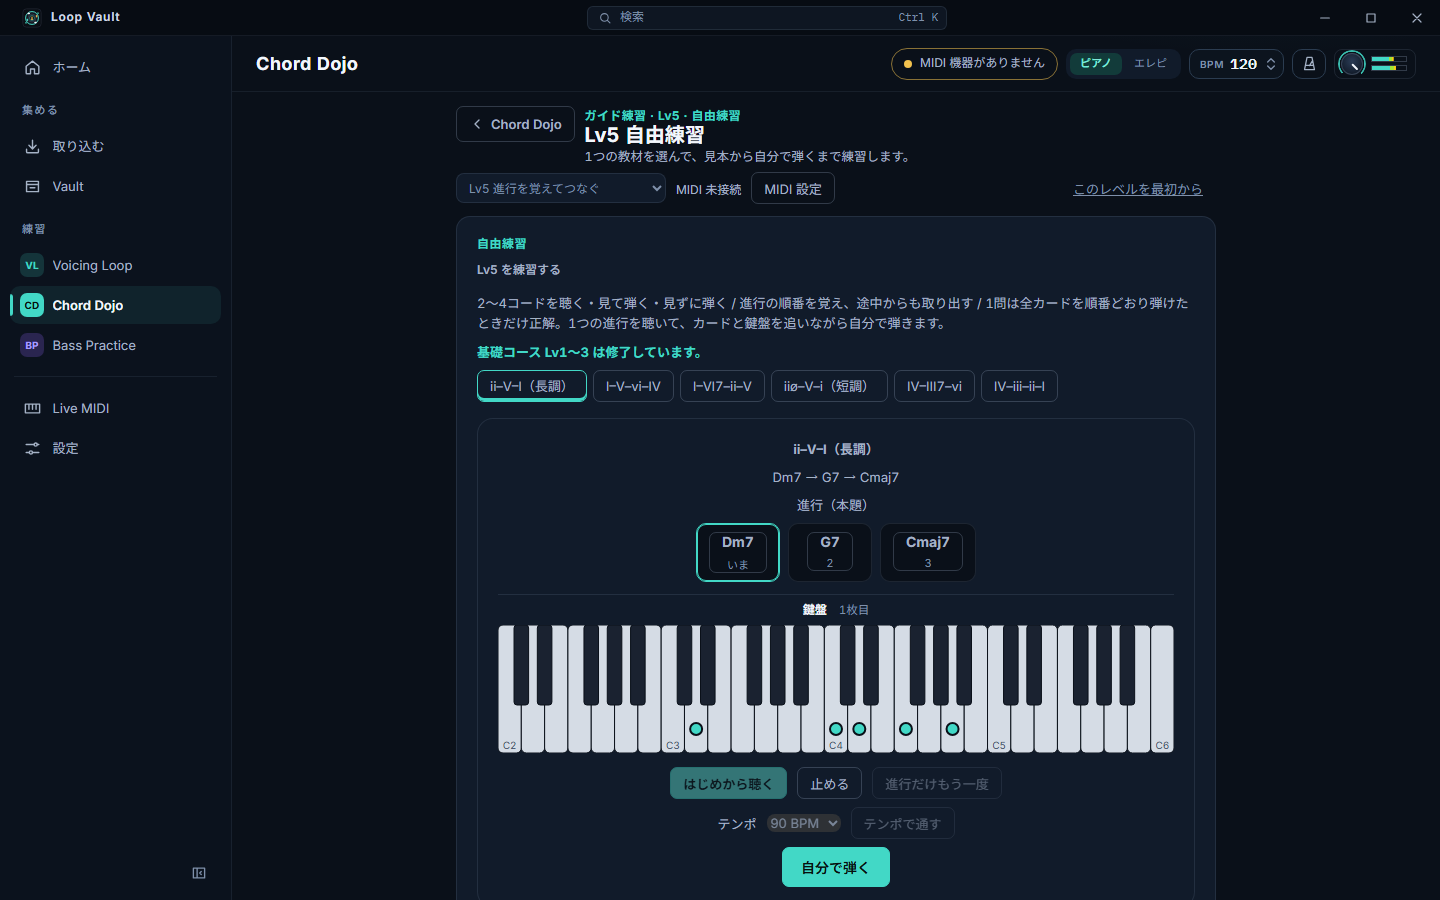 Loop Vault
検索
Ctrl K
ホーム
集める
取り込む
Vault
練習
VL Voicing Loop
CD Chord Dojo
BP Bass Practice
Live MIDI
設定
Chord Dojo
MIDI 機器がありません
ピアノ
エレピ
BPM 120
Chord Dojo
ガイド練習 · Lv5 · 自由練習
Lv5 自由練習
1つの教材を選んで、見本から自分で弾くまで練習します。
Lv5 進行を覚えてつなぐ
MIDI 未接続
MIDI 設定
このレベルを最初から
自由練習
Lv5 を練習する
2〜4コードを聴く・見て弾く・見ずに弾く / 進行の順番を覚え、途中からも取り出す / 1問は全カードを順番どおり弾けた
ときだけ正解。1つの進行を聴いて、カードと鍵盤を追いながら自分で弾きます。
基礎コース Lv1〜3 は修了しています。
ii–V–I（長調）
I–V–vi–IV
I–VI7–ii–V
iiø–V–i（短調）
IV–III7–vi
IV–iii–ii–I
ii–V–I（長調）
Dm7 → G7 → Cmaj7
進行（本題）
Dm7
いま
G7
2
Cmaj7
3
鍵盤 1枚目
C2
C3
C4
C5
C6
はじめから聴く
止める
進行だけもう一度
テンポ
90 BPM
テンポで通す
自分で弾く